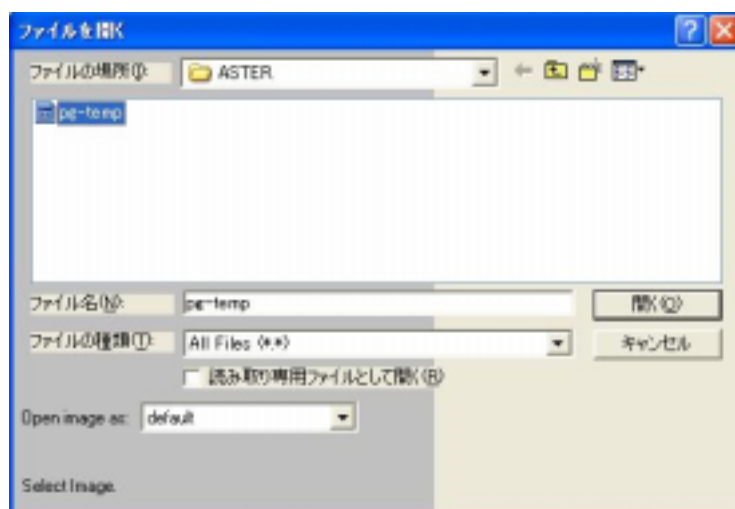 ファイルを開く
ファイルの場所(I): ASTER
pg-temp
ファイル名(N): pg-temp 開く(O)
ファイルの種類(T): All Files (*.*) キャンセル
読み取り専用ファイルとして開く(R)
Open image as: default
Select Image.